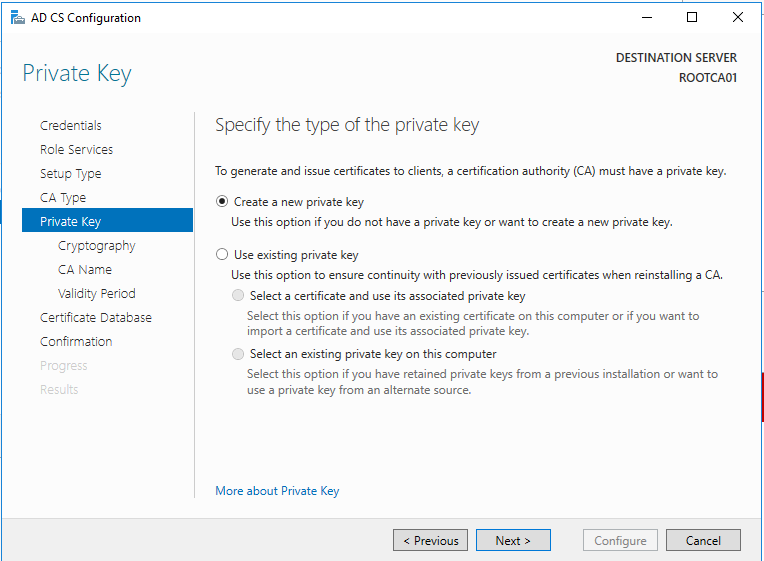 AD CS Configuration
Private Key
DESTINATION SERVER
ROOTCA01
Credentials
Role Services
Setup Type
CA Type
Private Key
Cryptography
CA Name
Validity Period
Certificate Database
Confirmation
Progress
Results
Specify the type of the private key
To generate and issue certificates to clients, a certification authority (CA) must have a private key.
Create a new private key
Use this option if you do not have a private key or want to create a new private key.
Use existing private key
Use this option to ensure continuity with previously issued certificates when reinstalling a CA.
Select a certificate and use its associated private key
Select this option if you have an existing certificate on this computer or if you want to
import a certificate and use its associated private key.
Select an existing private key on this computer
Select this option if you have retained private keys from a previous installation or want to
use a private key from an alternate source.
More about Private Key
< Previous
Next >
Configure
Cancel